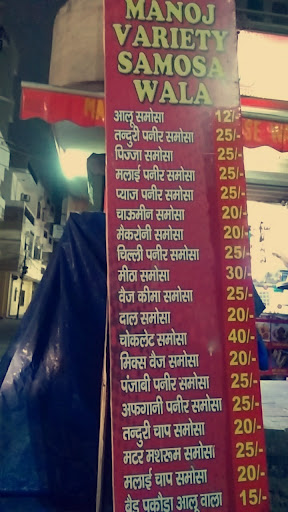 MANOJ
VARIETY
SAMOSA
WALA
आलू समोसा 12/-
तन्दुरी पनीर समोसा 25/-
पिज्जा समोसा 25/-
मलाई पनीर समोसा 25/-
प्याज पनीर समोसा 25/-
चाऊमीन समोसा 20/-
मैकरोनी समोसा 20/-
चिल्ली पनीर समोसा 25/-
मीठा समोसा 30/-
वैज कीमा समोसा 25/-
दाल समोसा 20/-
चोकलेट समोसा 40/-
मिक्स वैज समोसा 20/-
पंजाबी पनीर समोसा 25/-
अफगानी पनीर समोसा 25/-
तन्दुरी चाप समोसा 20/-
मटर मशरूम समोसा 25/-
मलाई चाप समोसा 20/-
ब्रैड पकौड़ा आलू वाला 15/-